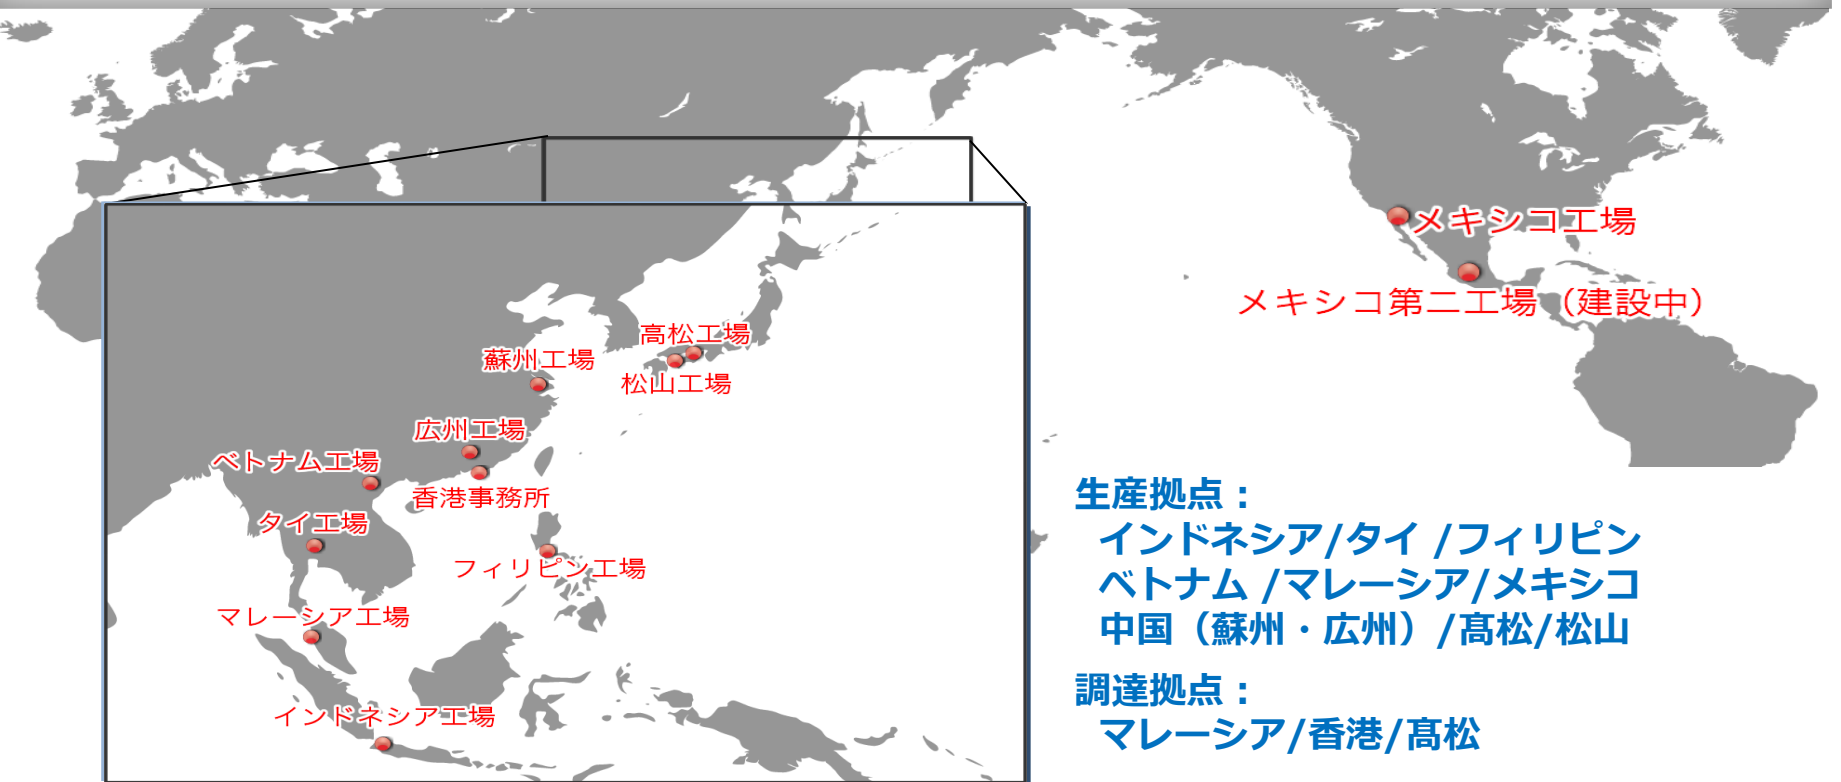 メキシコ工場
メキシコ第二工場（建設中）
高松工場
蘇州工場
松山工場
広州工場
ベトナム工場
香港事務所
タイ工場
フィリピン工場
マレーシア工場
インドネシア工場
生産拠点：
インドネシア/タイ /フィリピン
ベトナム /マレーシア/メキシコ
中国（蘇州・広州）/髙松/松山
調達拠点：
マレーシア/香港/髙松